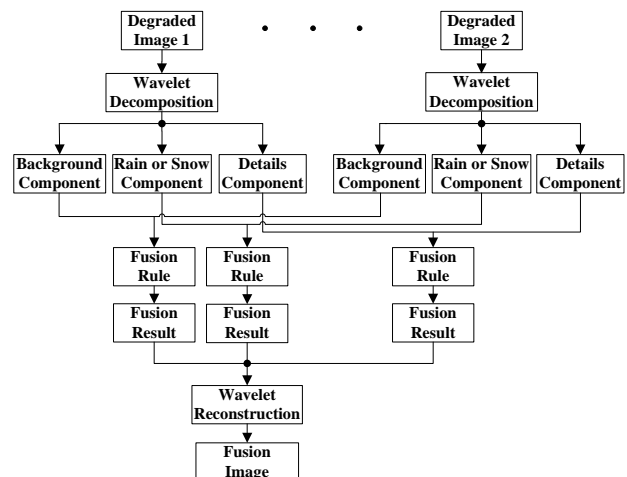 Degraded
Image 1
Degraded
Image 2
Wavelet
Decomposition
Wavelet
Decomposition
Background
Component
Rain or Snow
Component
Details
Component
Background
Component
Rain or Snow
Component
Details
Component
Fusion
Rule
Fusion
Rule
Fusion
Rule
Fusion
Result
Fusion
Result
Fusion
Result
Wavelet
Reconstruction
Fusion
Image